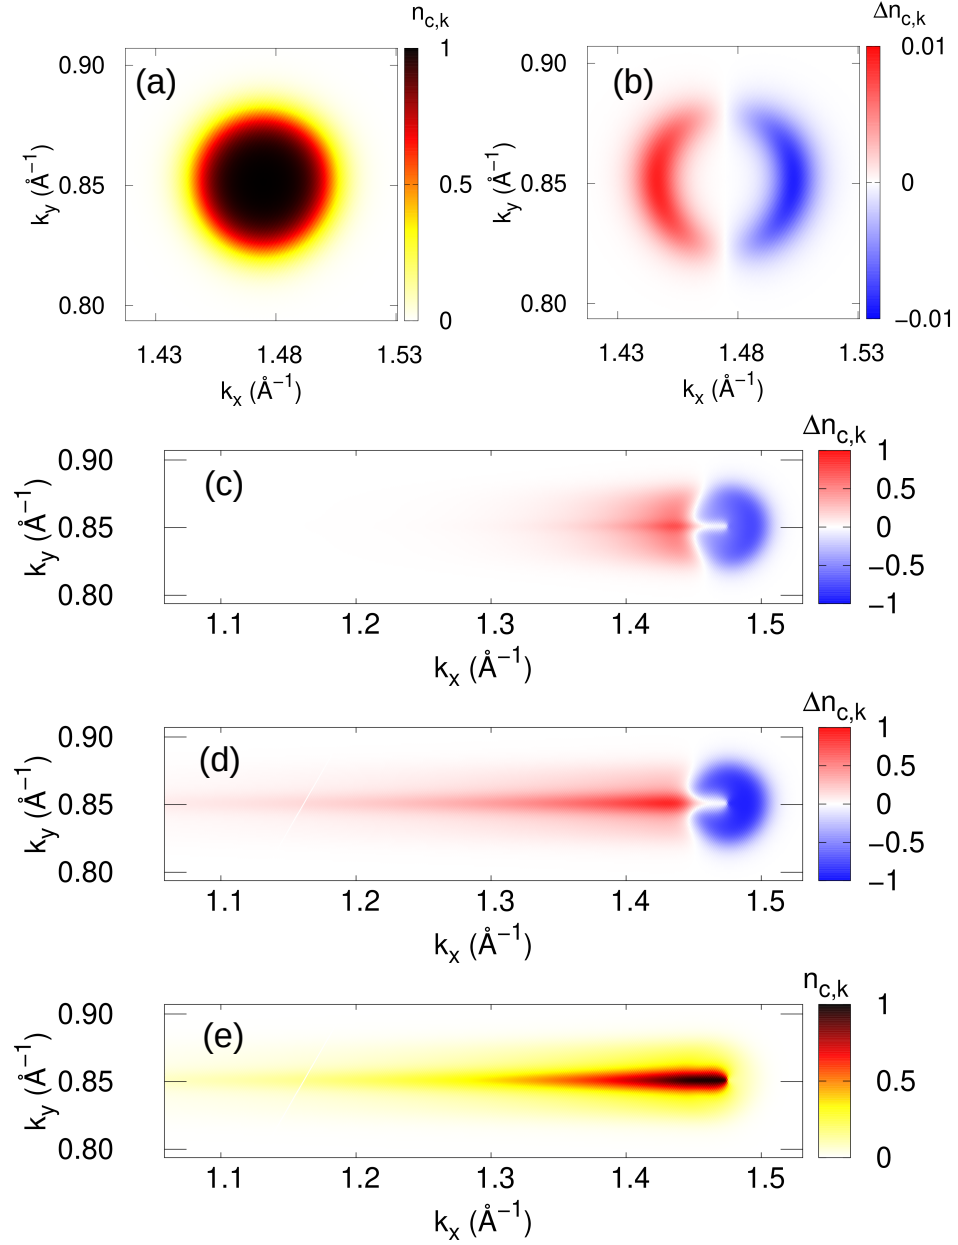 n_c,k
(a)
0.90
0.85
0.80
k_y (Å⁻¹)
1.43 1.48 1.53
k_x (Å⁻¹)
1
0.5
0
Δn_c,k
(b)
0.90
0.85
0.80
k_y (Å⁻¹)
1.43 1.48 1.53
k_x (Å⁻¹)
0.01
0
−0.01
Δn_c,k
(c)
0.90
0.85
0.80
k_y (Å⁻¹)
1.1 1.2 1.3 1.4 1.5
k_x (Å⁻¹)
1
0.5
0
−0.5
−1
Δn_c,k
(d)
0.90
0.85
0.80
k_y (Å⁻¹)
1.1 1.2 1.3 1.4 1.5
k_x (Å⁻¹)
1
0.5
0
−0.5
−1
n_c,k
(e)
0.90
0.85
0.80
k_y (Å⁻¹)
1.1 1.2 1.3 1.4 1.5
k_x (Å⁻¹)
1
0.5
0